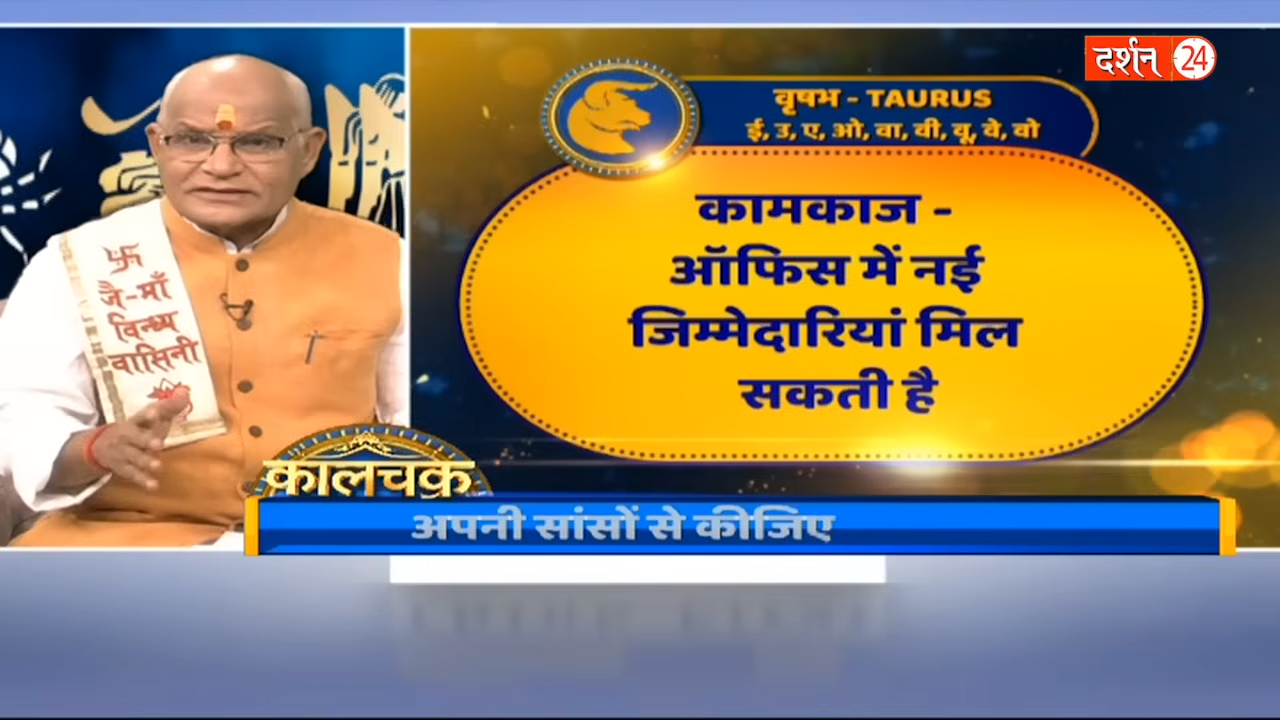 दर्शन 24
वृषभ - TAURUS
ई, उ, ए, ओ, वा, वी, वू, वे, वो
कामकाज -
ऑफिस में नई
जिम्मेदारियां मिल
सकती है
जै-माँ
विन्ध्य
वासिनी
कालचक्र
अपनी सांसों से कीजिए